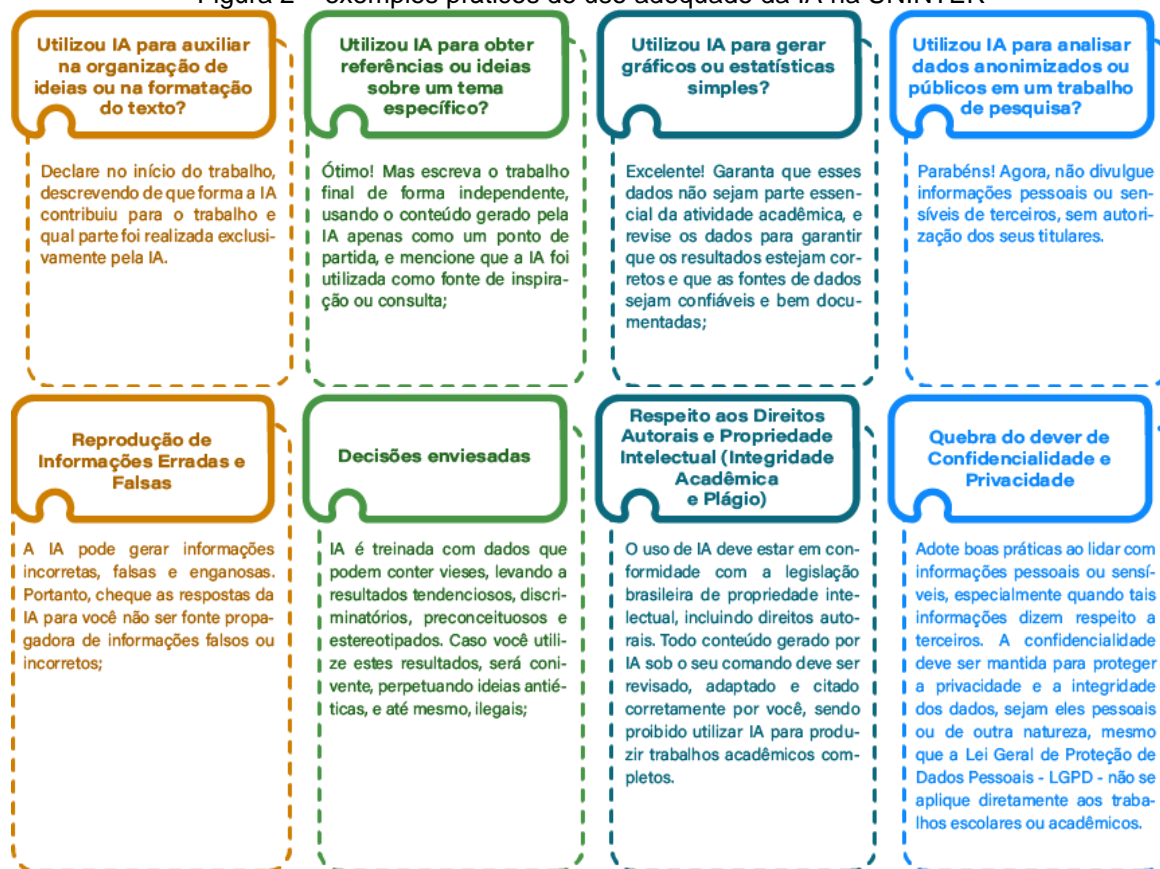 Figura 2 – exemplos práticos de uso adequado da IA na UNINTER
Utilizou IA para auxiliar
na organização de
ideias ou na formatação
do texto?
Declare no início do trabalho,
descrevendo de que forma a IA
contribuiu para o trabalho e
qual parte foi realizada exclusi-
vamente pela IA.
Utilizou IA para obter
referências ou ideias
sobre um tema
específico?
Ótimo! Mas escreva o trabalho
final de forma independente,
usando o conteúdo gerado pela
IA apenas como um ponto de
partida, e mencione que a IA foi
utilizada como fonte de inspira-
ção ou consulta;
Utilizou IA para gerar
gráficos ou estatísticas
simples?
Excelente! Garanta que esses
dados não sejam parte essen-
cial da atividade acadêmica, e
revise os dados para garantir
que os resultados estejam cor-
retos e que as fontes de dados
sejam confiáveis e bem docu-
mentadas;
Utilizou IA para analisar
dados anonimizados ou
públicos em um trabalho
de pesquisa?
Parabéns! Agora, não divulgue
informações pessoais ou sen-
síveis de terceiros, sem autori-
zação dos seus titulares.
Reprodução de
Informações Erradas e
Falsas
A IA pode gerar informações
incorretas, falsas e enganosas.
Portanto, cheque as respostas da
IA para você não ser fonte propa-
gadora de informações falsos ou
incorretos;
Decisões enviesadas
IA é treinada com dados que
podem conter vieses, levando a
resultados tendenciosos, discri-
minatórios, preconceituosos e
estereotipados. Caso você utili-
ze estes resultados, será coni-
vente, perpetuando ideias antié-
ticas, e até mesmo, ilegais;
Respeito aos Direitos
Autorais e Propriedade
Intelectual (Integridade
Acadêmica
e Plágio)
O uso de IA deve estar em con-
formidade com a legislação
brasileira de propriedade inte-
lectual, incluindo direitos auto-
rais. Todo conteúdo gerado por
IA sob o seu comando deve ser
revisado, adaptado e citado
corretamente por você, sendo
proibido utilizar IA para produ-
zir trabalhos acadêmicos com-
pletos.
Quebra do dever de
Confidencialidade e
Privacidade
Adote boas práticas ao lidar com
informações pessoais ou sensí-
veis, especialmente quando tais
informações dizem respeito a
terceiros. A confidencialidade
deve ser mantida para proteger
a privacidade e a integridade
dos dados, sejam eles pessoais
ou de outra natureza, mesmo
que a Lei Geral de Proteção de
Dados Pessoais - LGPD - não se
aplique diretamente aos traba-
lhos escolares ou acadêmicos.